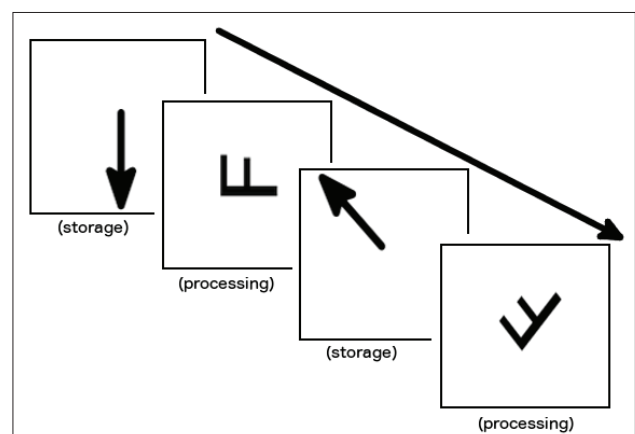 (storage)
F
(processing)
(storage)
F
(processing)